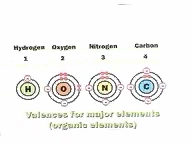 Hydrogen Oxygen Nitrogen Carbon
1 2 3 4
H O N C
Valences for major elements
(organic elements)